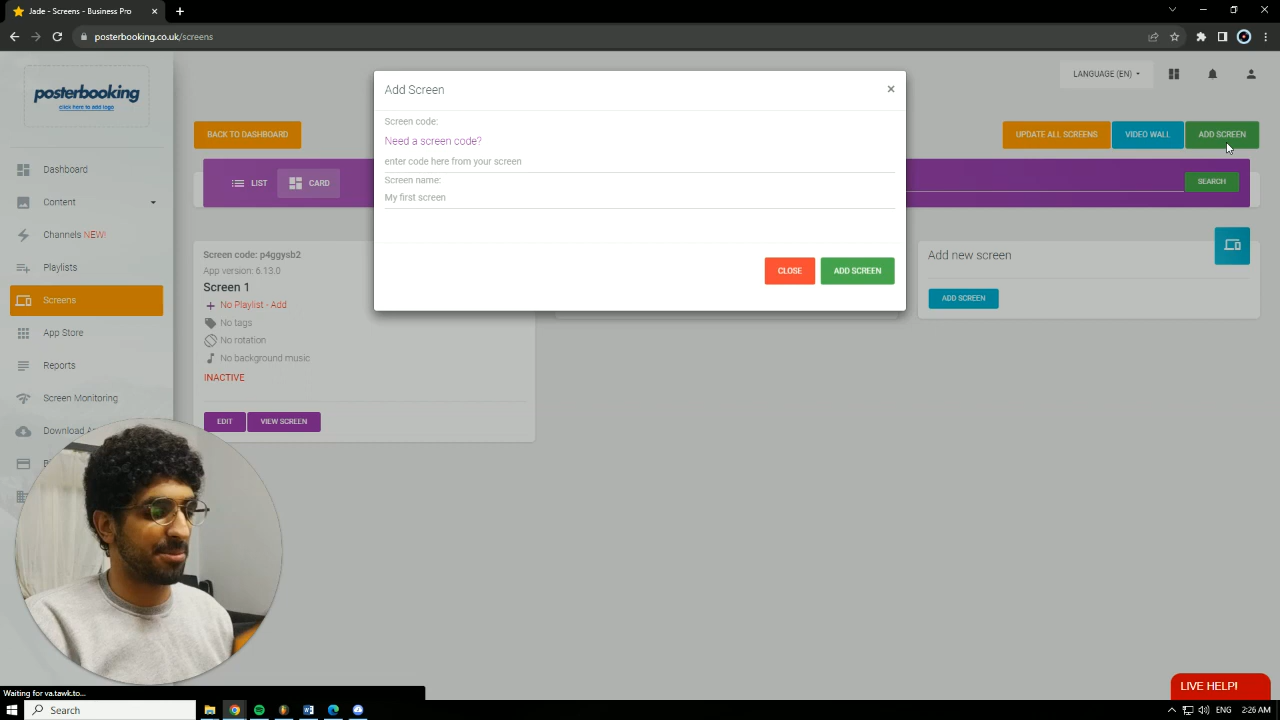 Jade - Screens - Business Pro
posterbooking.co.uk/screens
posterbooking
click here to add logo
Dashboard
Content
Channels NEW!
Playlists
Screens
App Store
Reports
Screen Monitoring
Download
LANGUAGE (EN)
BACK TO DASHBOARD
UPDATE ALL SCREENS
VIDEO WALL
ADD SCREEN
LIST
CARD
SEARCH
Add Screen
×
Screen code:
Need a screen code?
enter code here from your screen
Screen name:
My first screen
CLOSE
ADD SCREEN
Screen code: p4ggysb2
App version: 6.13.0
Screen 1
No Playlist - Add
No tags
No rotation
No background music
INACTIVE
EDIT
VIEW SCREEN
Add new screen
ADD SCREEN
LIVE HELP!
Waiting for va.tawk.to...
Search
ENG
2:26 AM